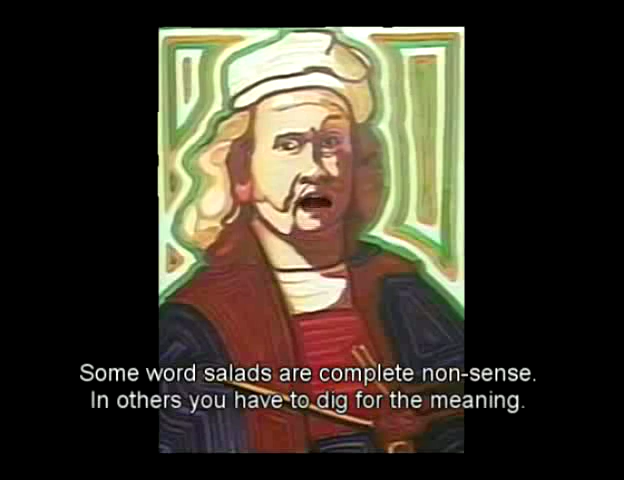 Some word salads are complete non-sense.
In others you have to dig for the meaning.